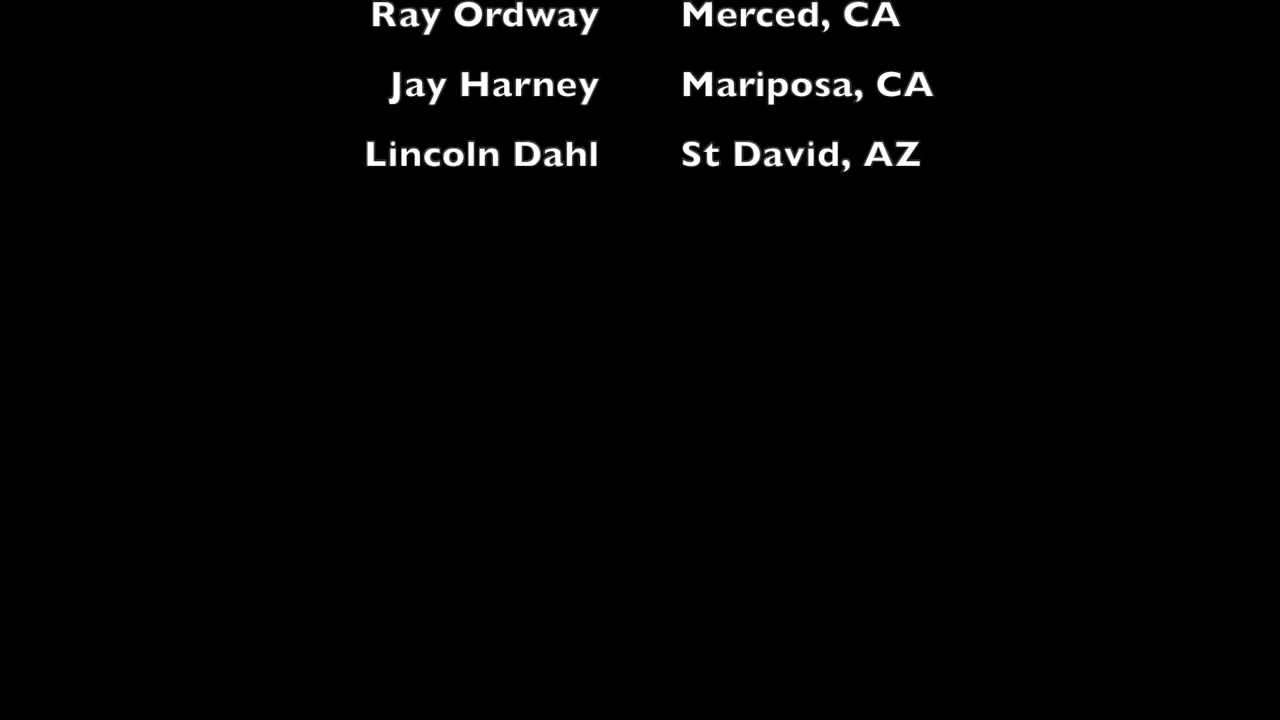 Ray Ordway Merced, CA
Jay Harney Mariposa, CA
Lincoln Dahl St David, AZ